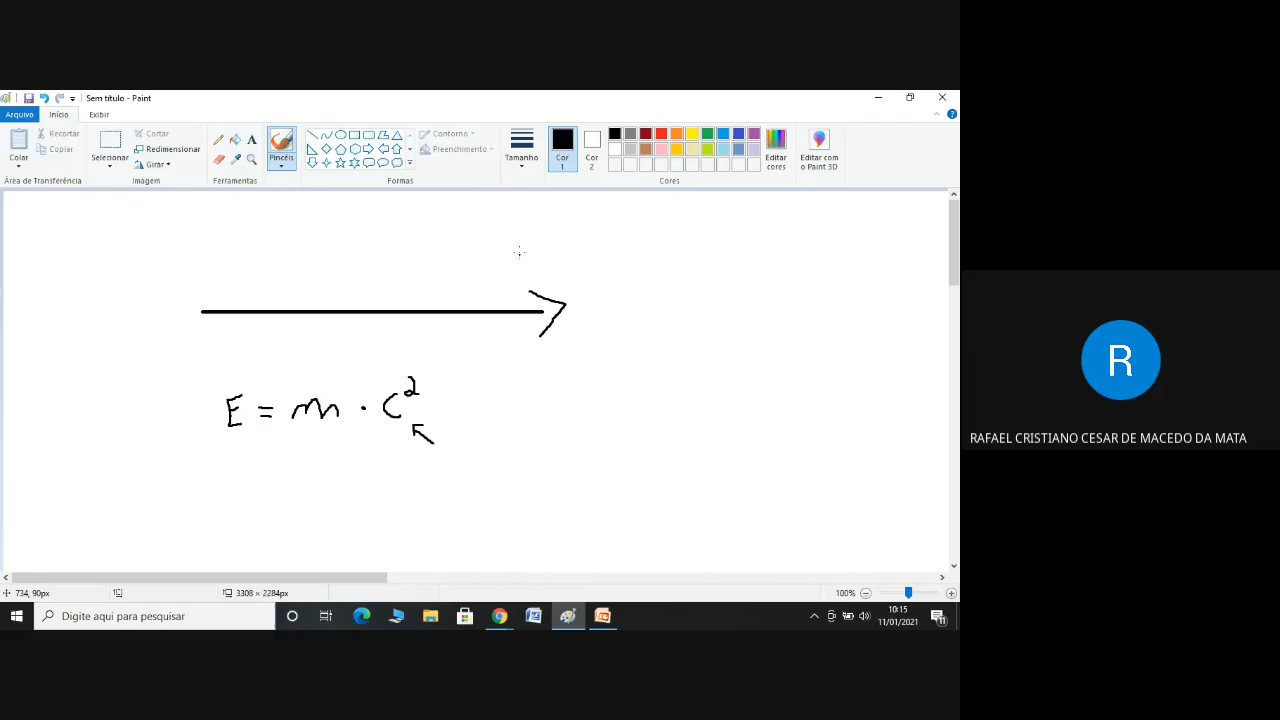 Sem título - Paint
Arquivo Início Exibir
Colar
Recortar
Copiar
Área de Transferência
Selecionar
Cortar
Redimensionar
Girar
Imagem
A
Ferramentas
Pincéis
Contorno
Preenchimento
Formas
Tamanho
Cor 1
Cor 2
Editar cores
Cores
Editar com o Paint 3D
E = m · C²
R
RAFAEL CRISTIANO CESAR DE MACEDO DA MATA
734, 90px
3308 × 2284px
100%
Digite aqui para pesquisar
10:15
11/01/2021
11